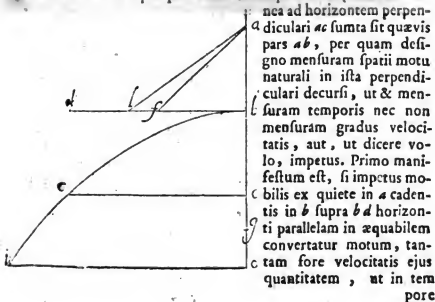 nea ad horizontem perpen-
diculari ac ſumta ſit quævis
pars ab, per quam deſi-
gno menſuram ſpatii motu
naturali in iſta perpendi-
culari decurſi, ut & men-
ſuram temporis nec non
menſuram gradus veloci-
tatis, aut, ut dicere vo-
lo, impetus. Primo mani-
feſtum eſt, ſi impetus mo-
bilis ex quiete in a caden-
tis in b ſupra bd horizon-
ti parallelam in æquabilem
convertatur motum, tan-
tam fore velocitatis ejus
quantitatem, ut in tem
pore
a
d l f b
e c
g
i c